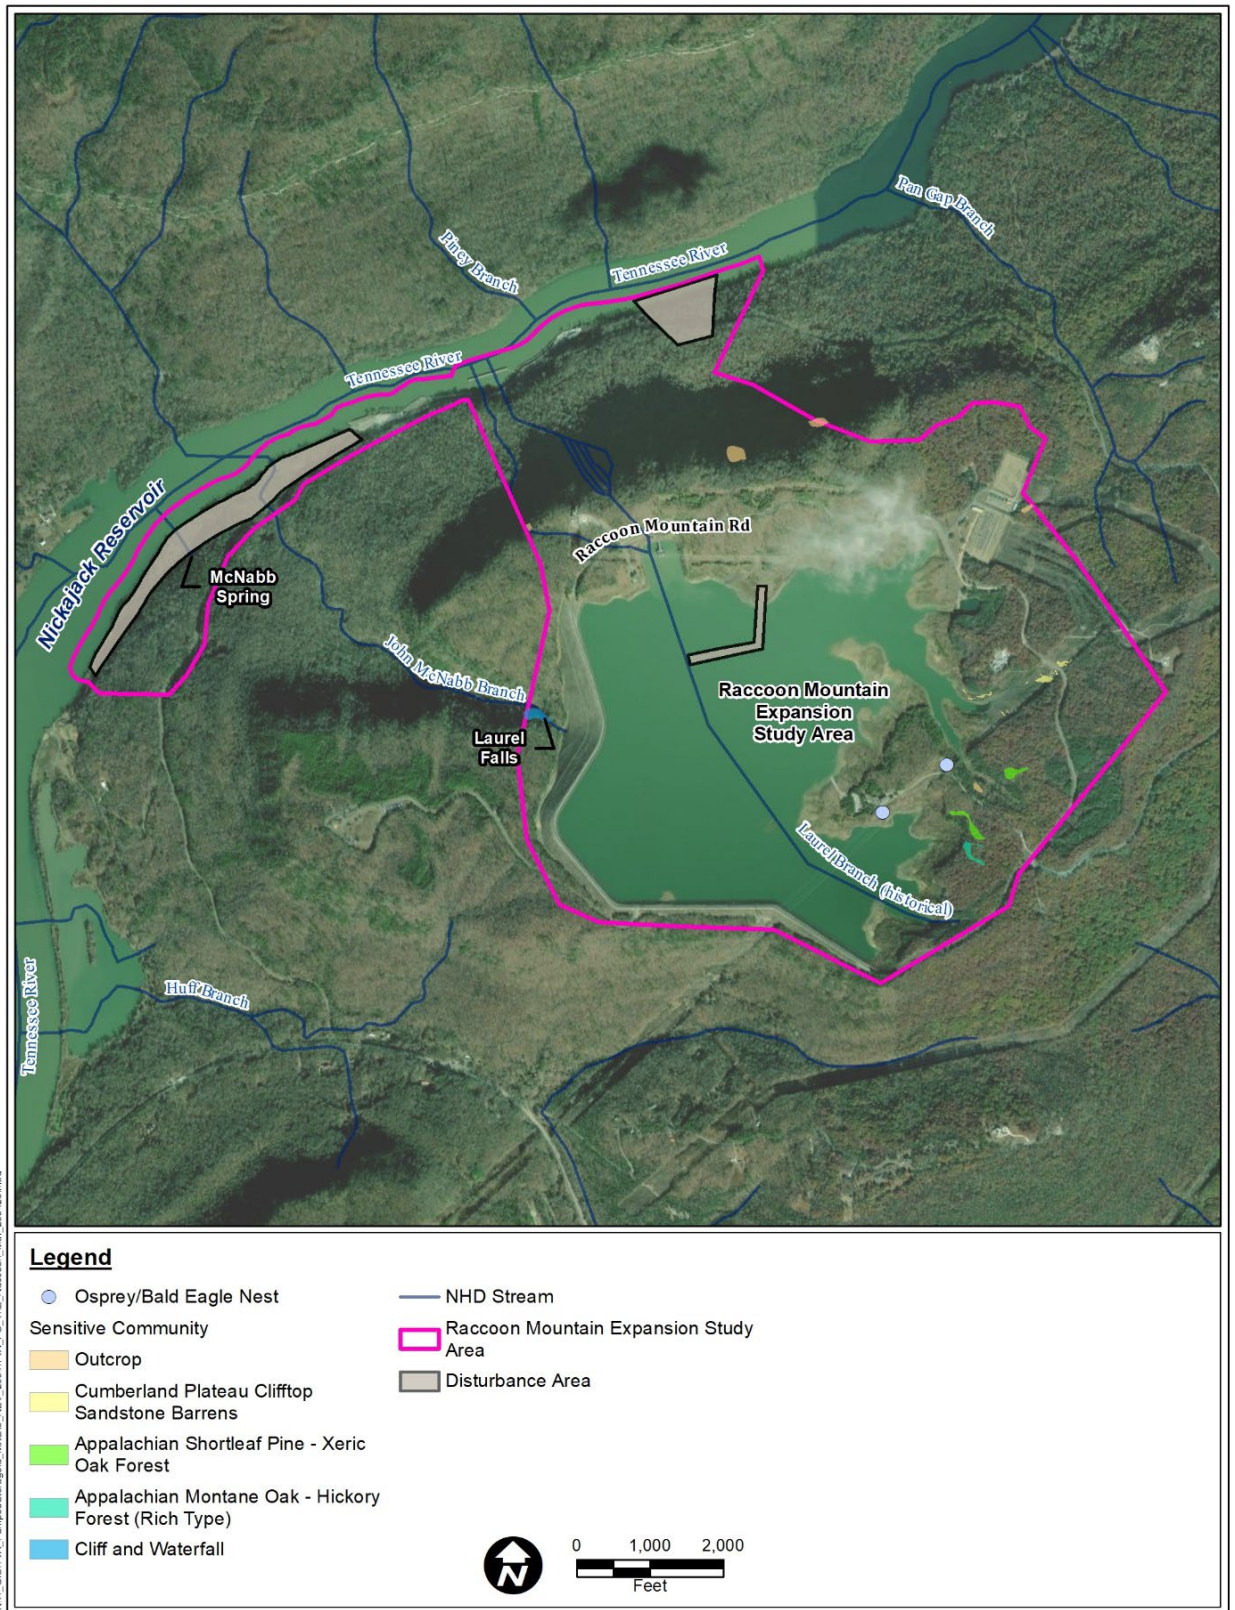 Pan Gap Branch
Piney Branch
Tennessee River
Tennessee River
Nickajack Reservoir
Raccoon Mountain Rd
McNabb
Spring
John McNabb Branch
Raccoon Mountain
Expansion
Study Area
Laurel
Falls
Laurel Branch (historical)
Tennessee River
Huff Branch
Legend
Osprey/Bald Eagle Nest
Sensitive Community
Outcrop
Cumberland Plateau Clifftop
Sandstone Barrens
Appalachian Shortleaf Pine - Xeric
Oak Forest
Appalachian Montane Oak - Hickory
Forest (Rich Type)
Cliff and Waterfall
NHD Stream
Raccoon Mountain Expansion Study
Area
Disturbance Area
N
0 1,000 2,000
Feet